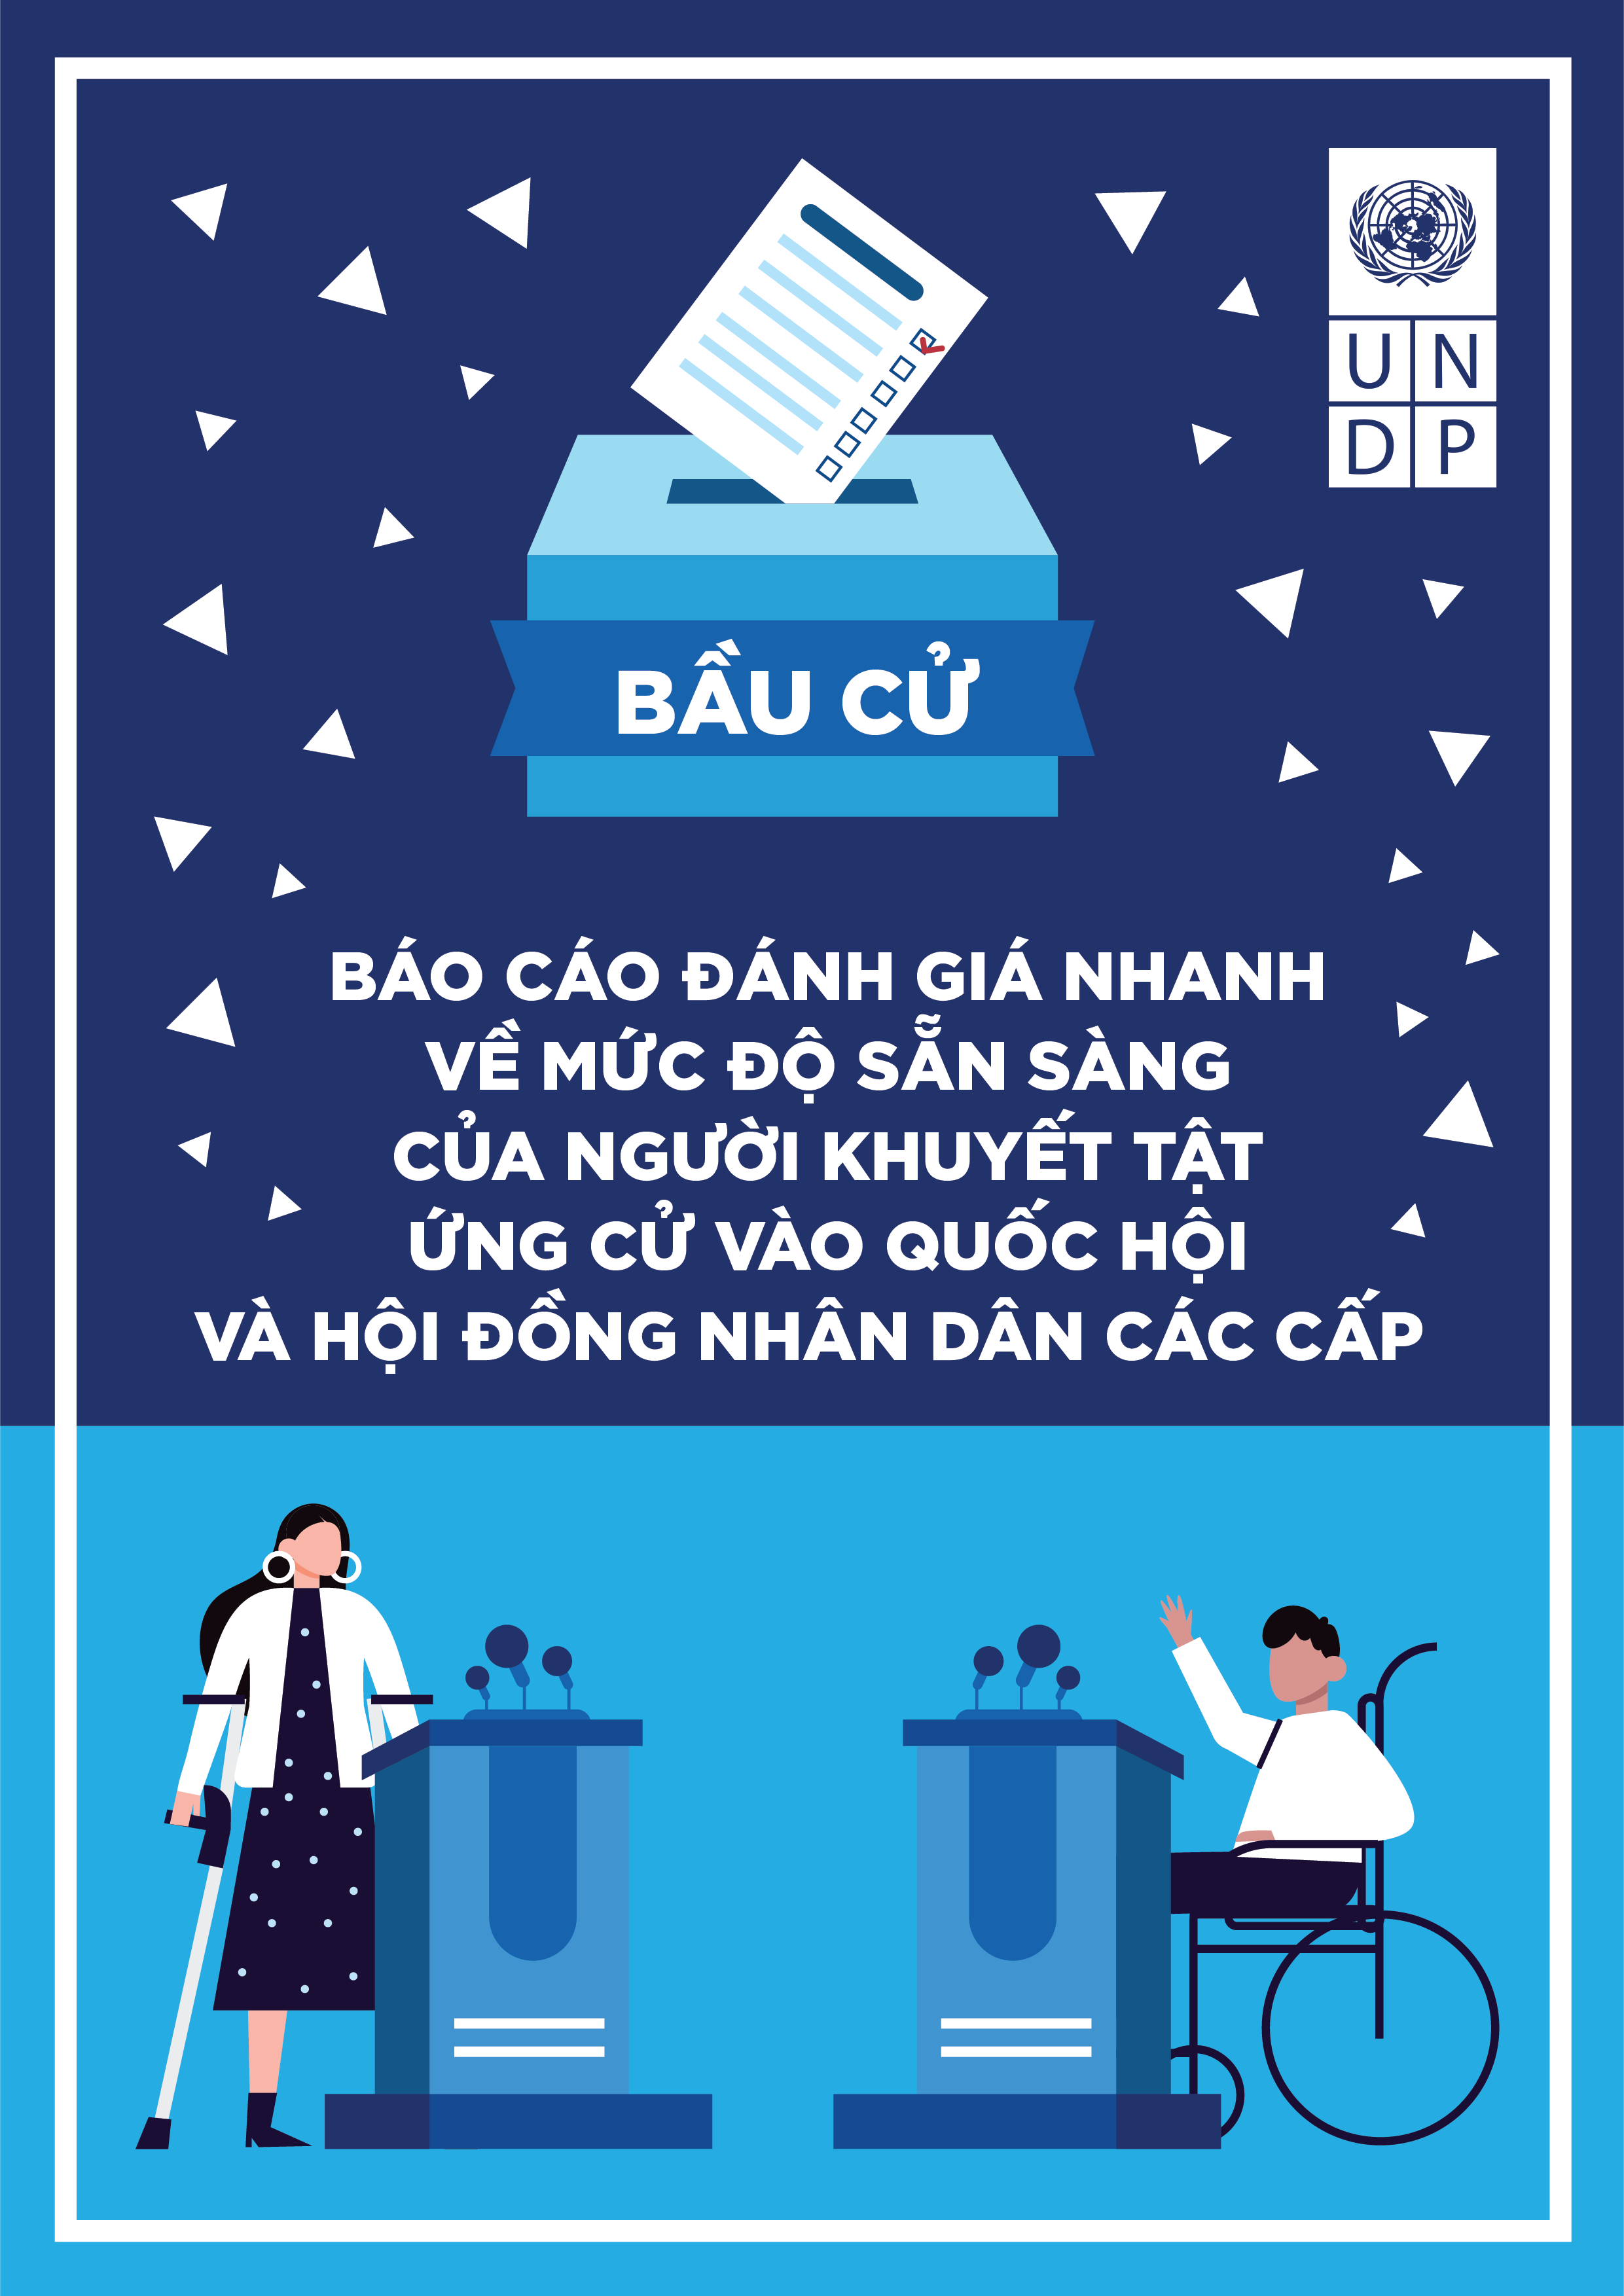 U N
D P
BẦU CỬ
BÁO CÁO ĐÁNH GIÁ NHANH
VỀ MỨC ĐỘ SẴN SÀNG
CỦA NGƯỜI KHUYẾT TẬT
ỨNG CỬ VÀO QUỐC HỘI
VÀ HỘI ĐỒNG NHÂN DÂN CÁC CẤP